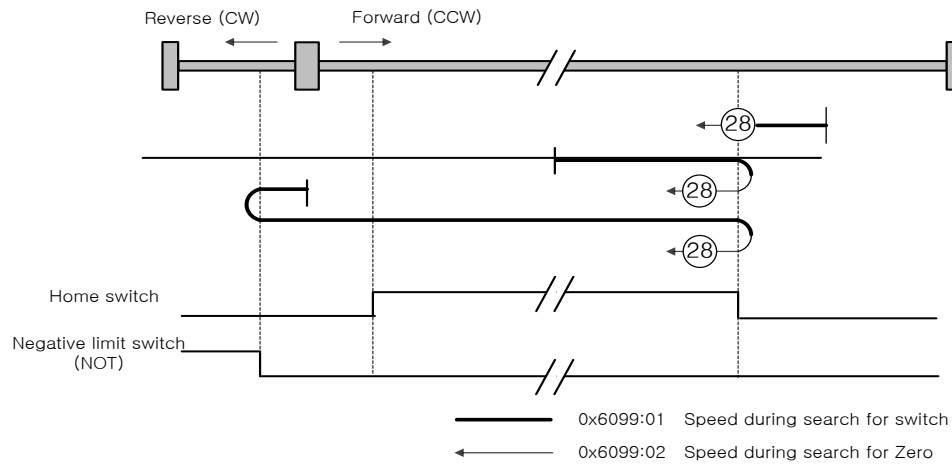 Reverse (CW)
Forward (CCW)
28
28
28
Home switch
Negative limit switch
(NOT)
0x6099:01 Speed during search for switch
0x6099:02 Speed during search for Zero